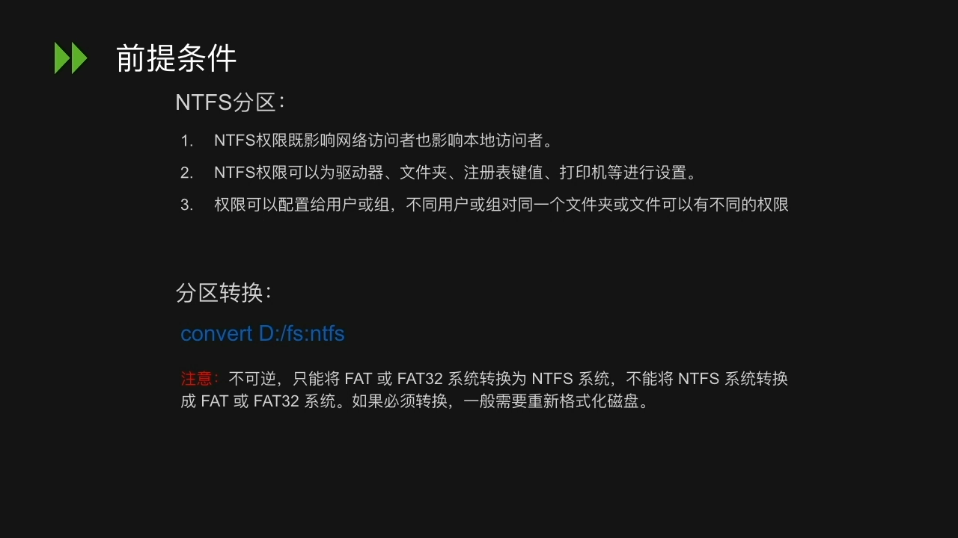 前提条件
NTFS分区：
1. NTFS权限既影响网络访问者也影响本地访问者。
2. NTFS权限可以为驱动器、文件夹、注册表键值、打印机等进行设置。
3. 权限可以配置给用户或组，不同用户或组对同一个文件夹或文件可以有不同的权限
分区转换：
convert D:/fs:ntfs
注意：不可逆，只能将 FAT 或 FAT32 系统转换为 NTFS 系统，不能将 NTFS 系统转换
成 FAT 或 FAT32 系统。如果必须转换，一般需要重新格式化磁盘。